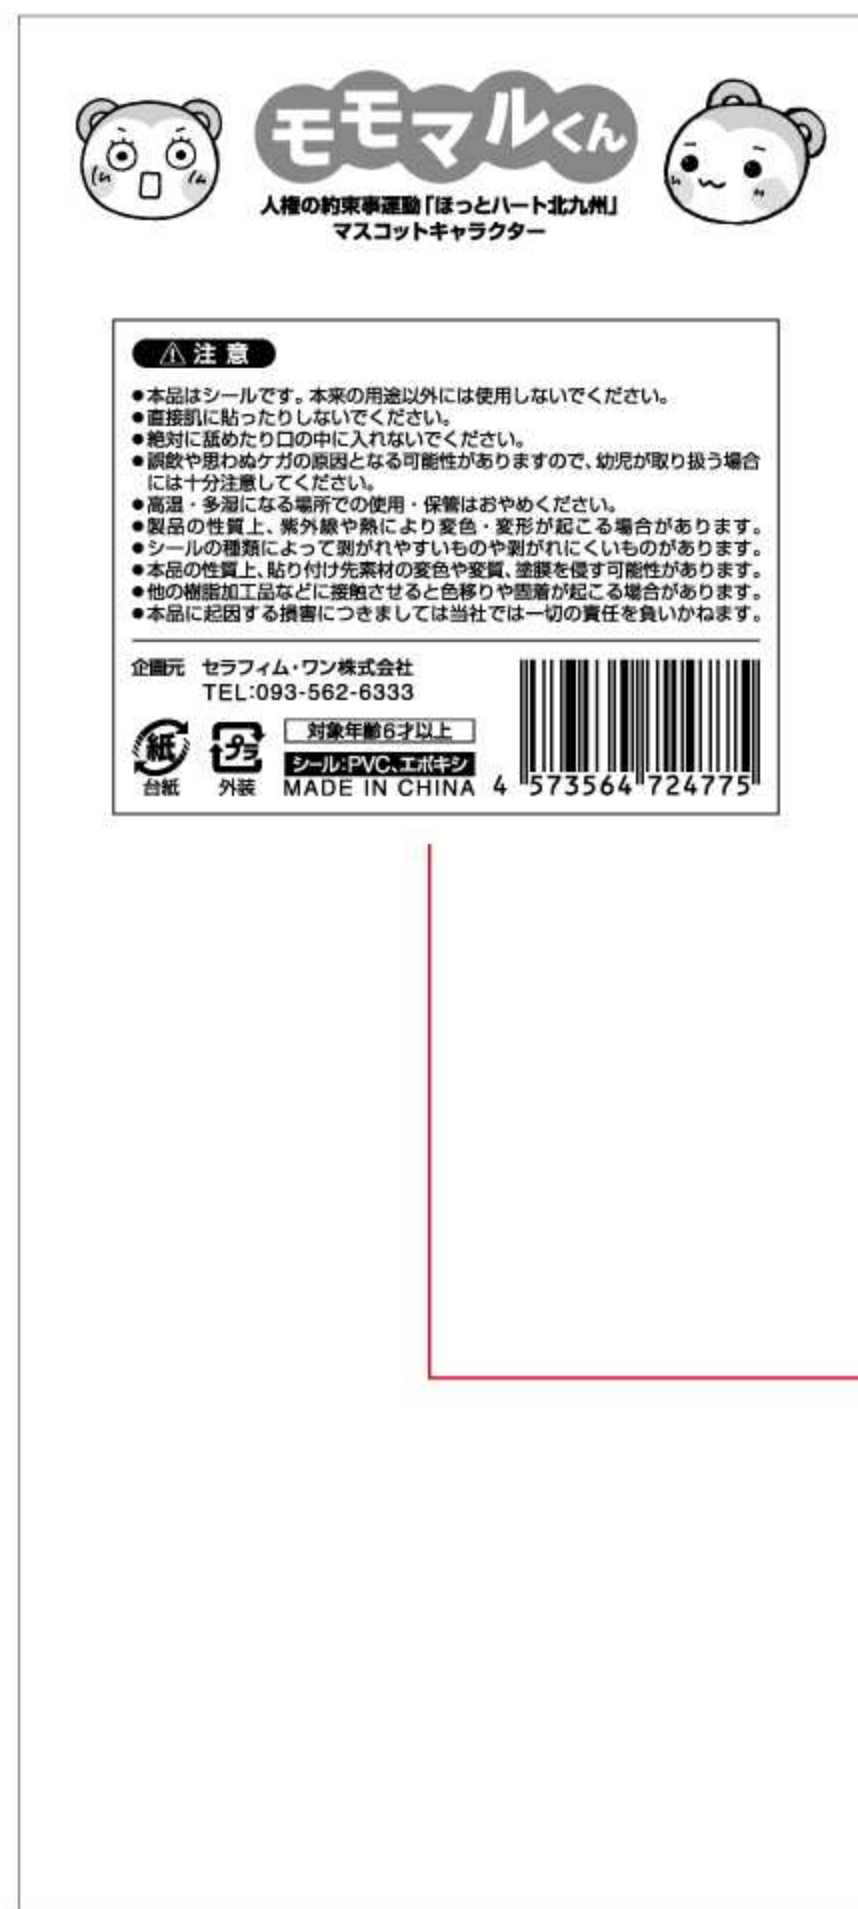 モモマルくん
人権の約束事運動「ほっとハート北九州」
マスコットキャラクター
注意
●本品はシールです。本来の用途以外には使用しないでください。
●直接肌に貼ったりしないでください。
●絶対に舐めたり口の中に入れないでください。
●誤飲や思わぬケガの原因となる可能性がありますので、幼児が取り扱う場合
には十分注意してください。
●高温・多湿になる場所での使用・保管はおやめください。
●製品の性質上、紫外線や熱により変色・変形が起こる場合があります。
●シールの種類によって剥がれやすいものや剥がれにくいものがあります。
●本品の性質上、貼り付け先素材の変色や変質、塗膜を侵す可能性があります。
●他の樹脂加工品などに接触させると色移りや固着が起こる場合があります。
●本品に起因する損害につきましては当社では一切の責任を負いかねます。
企画元 セラフィム・ワン株式会社
TEL:093-562-6333
紙
台紙
プラ
外装
対象年齢6才以上
シール:PVC、エポキシ
MADE IN CHINA
4 573564 724775